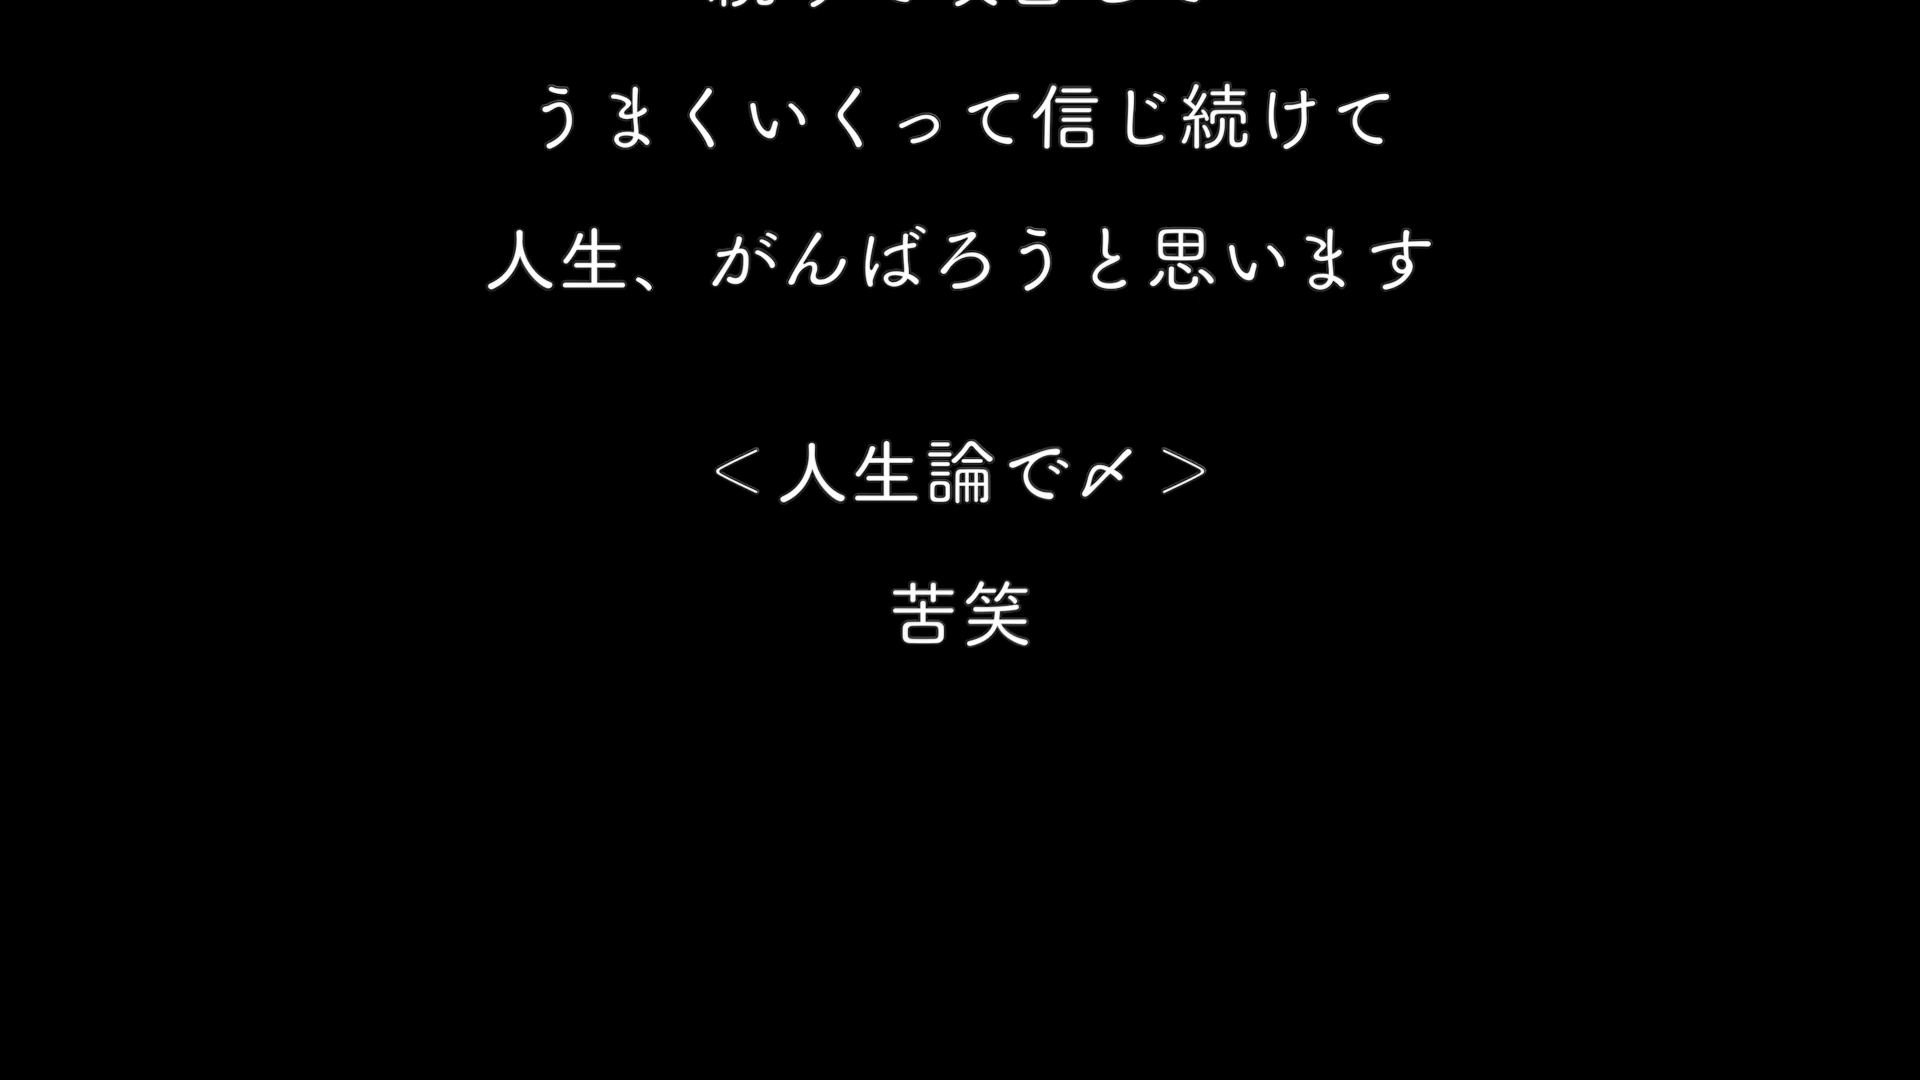 うまくいくって信じ続けて
人生、がんばろうと思います
＜人生論で〆＞
苦笑